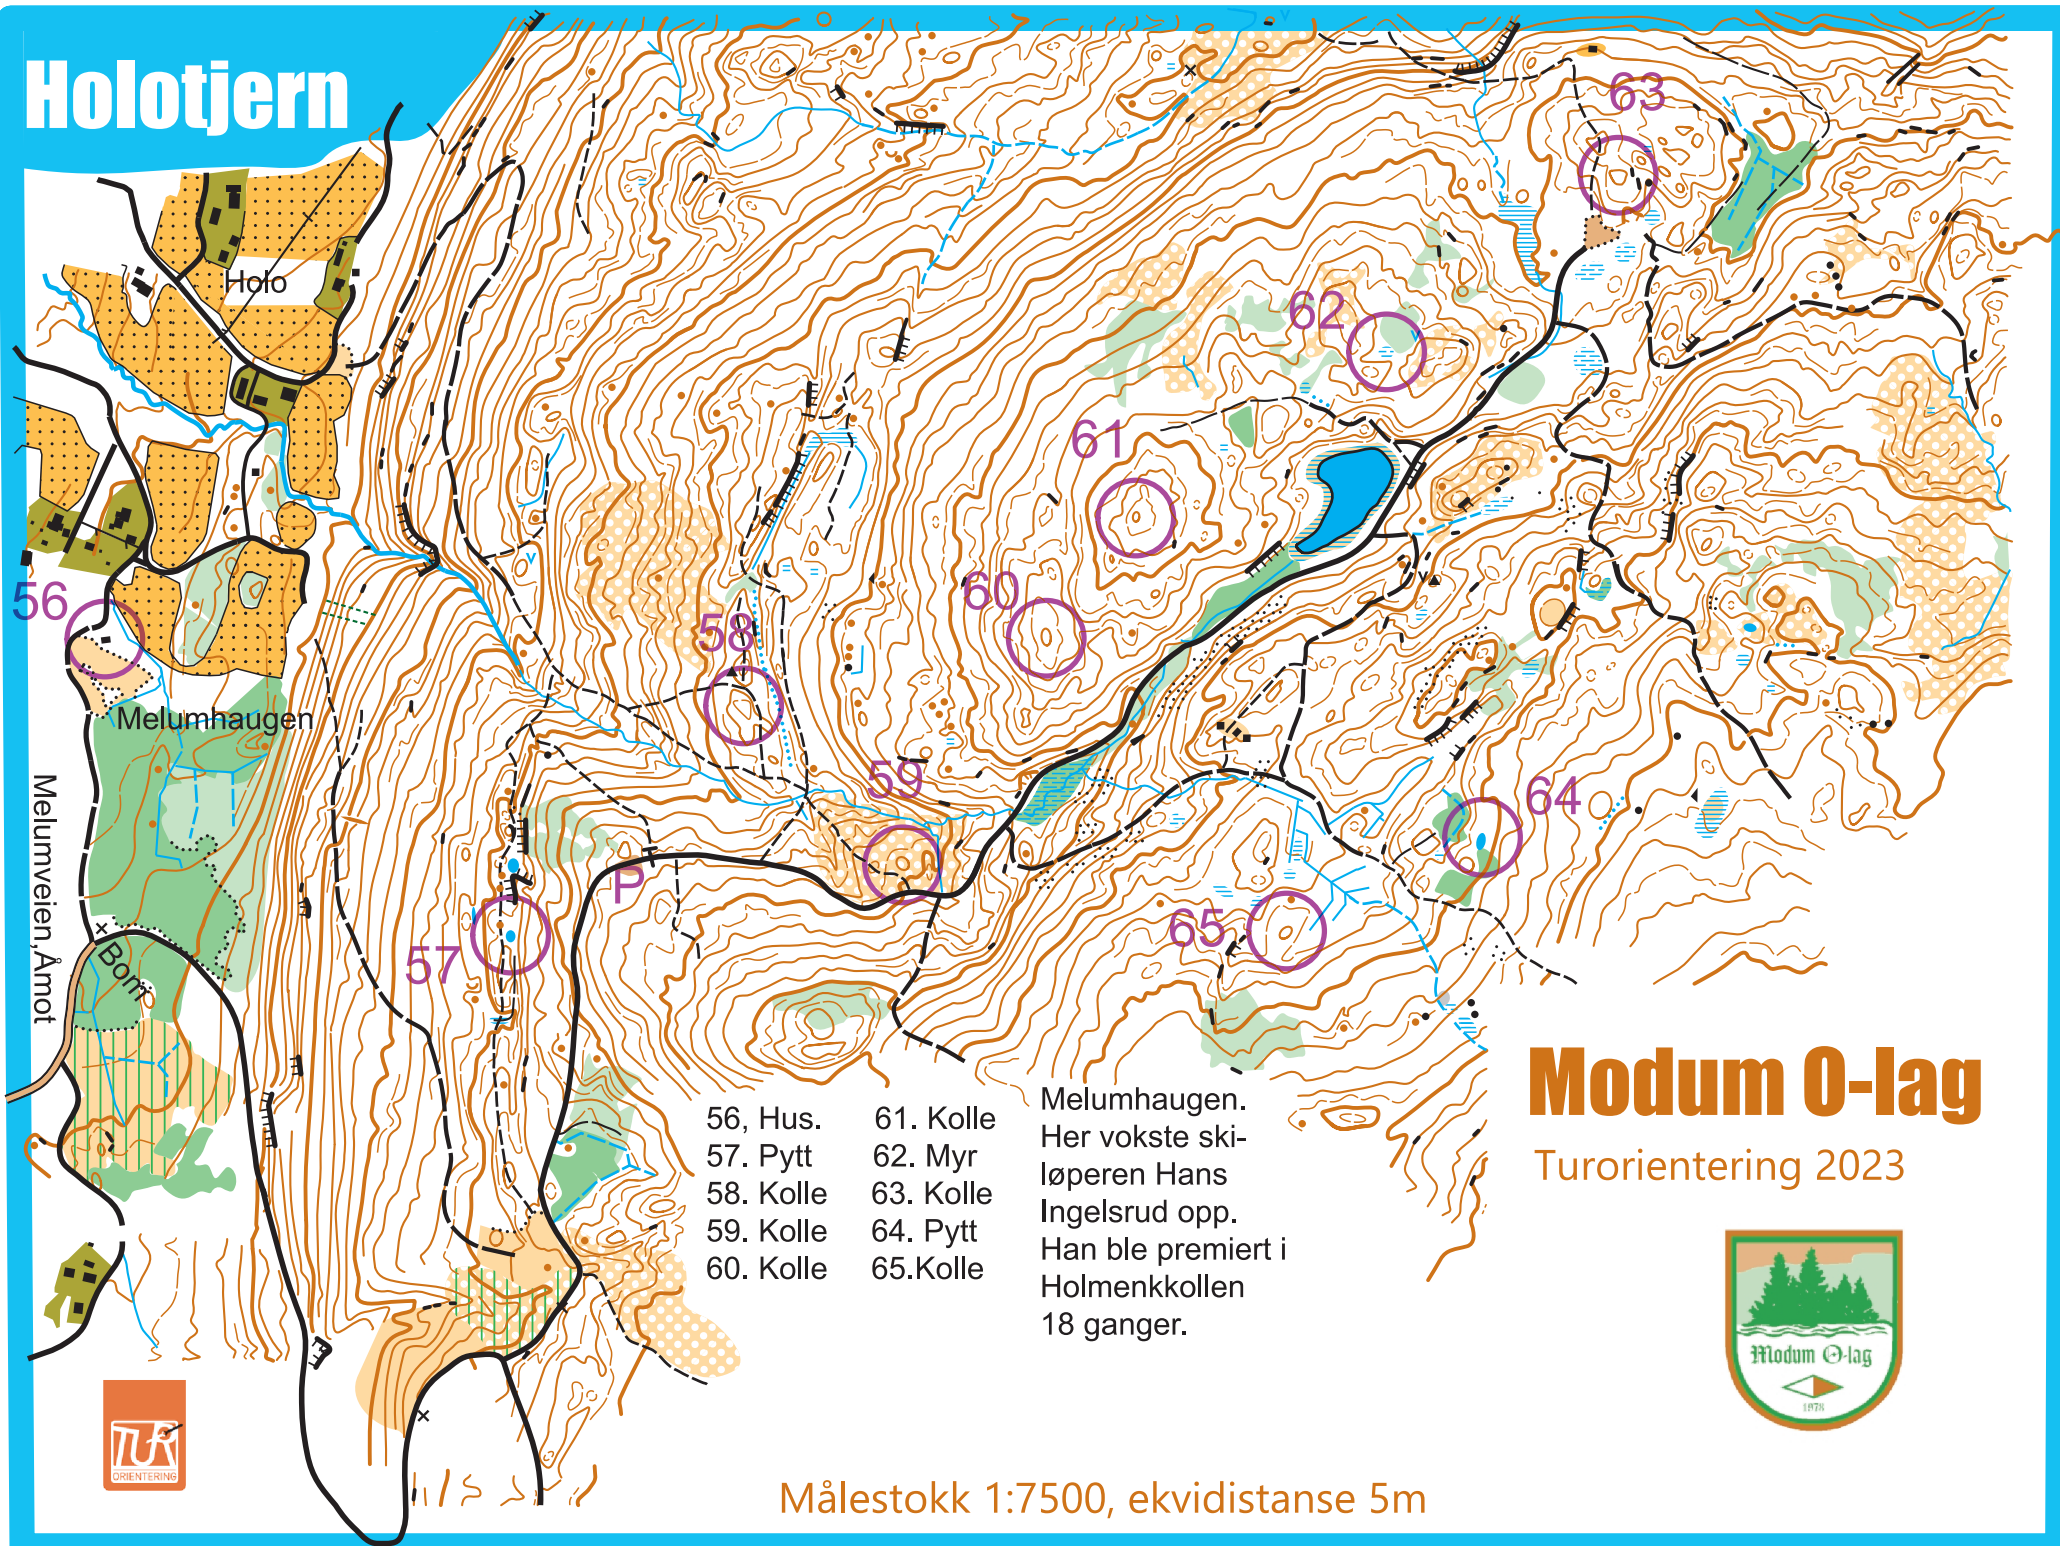 Holotjern
63
Holo
62
61
56
60
58
Melumhaugen
59
64
Melumveien,Åmot
P
65
Bom
57
56, Hus.
57. Pytt
58. Kolle
59. Kolle
60. Kolle
61. Kolle
62. Myr
63. Kolle
64. Pytt
65.Kolle
Melumhaugen.
Her vokste ski-
løperen Hans
Ingelsrud opp.
Han ble premiert i
Holmenkkollen
18 ganger.
Modum O-lag
Turorientering 2023
Modum O-lag
1978
TUR
ORIENTERING
Målestokk 1:7500, ekvidistanse 5m